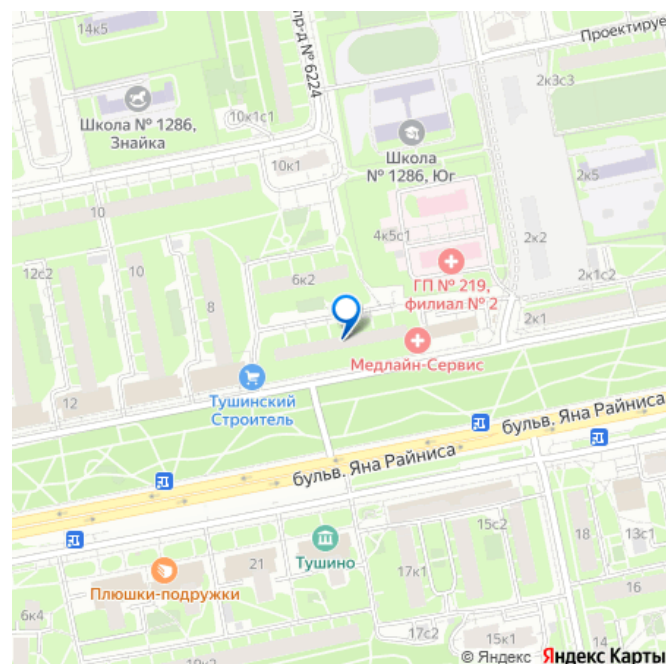 14к5
пр-д № 6224
Проектируе
2к3с3
Школа № 1286,
Знайка
10к1с1
Школа
№ 1286, Юг
10к1
2к5
10
4к5с1
2к2
12с2
10
8
6к2
ГП № 219,
филиал № 2
2к1с2
2к1
Медлайн-Сервис
12
Тушинский
Строитель
бульв. Яна Райниса
бульв. Яна Райниса
15с2
18
13с1
21
Тушино
17к1
16
Плюшки-подружки
6к4
17с2
15к1
14
19к2
© Яндекс Яндекс Карты